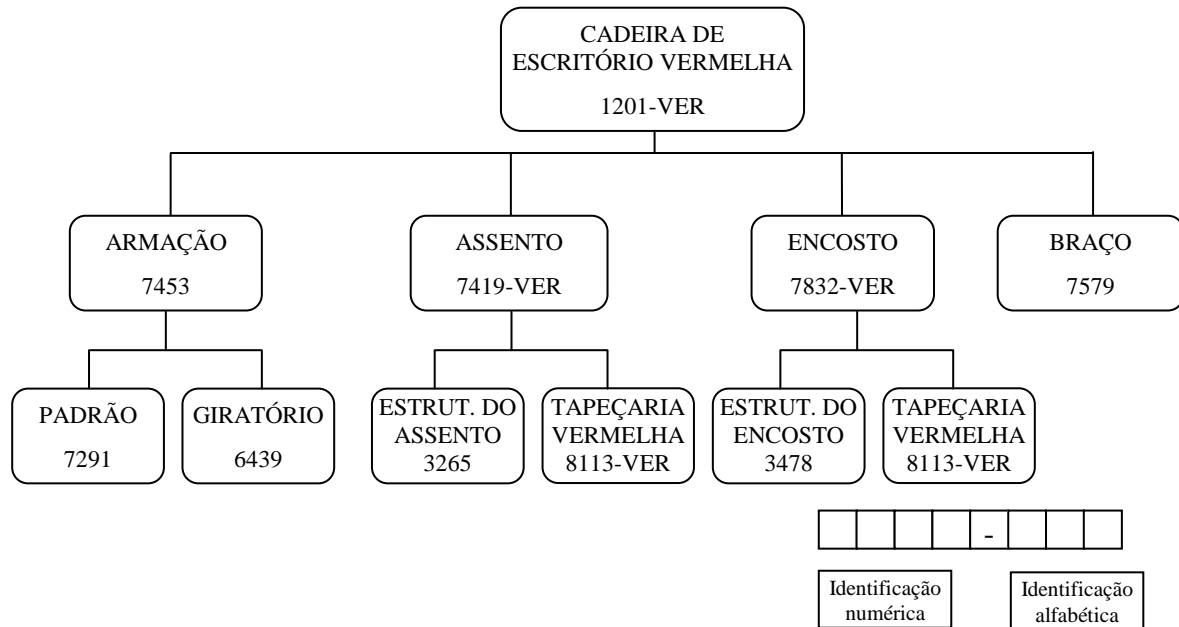 CADEIRA DE
ESCRITÓRIO VERMELHA
1201-VER
ARMAÇÃO
7453
ASSENTO
7419-VER
ENCOSTO
7832-VER
BRAÇO
7579
PADRÃO
7291
GIRATÓRIO
6439
ESTRUT. DO
ASSENTO
3265
TAPEÇARIA
VERMELHA
8113-VER
ESTRUT. DO
ENCOSTO
3478
TAPEÇARIA
VERMELHA
8113-VER
-
Identificação
numérica
Identificação
alfabética